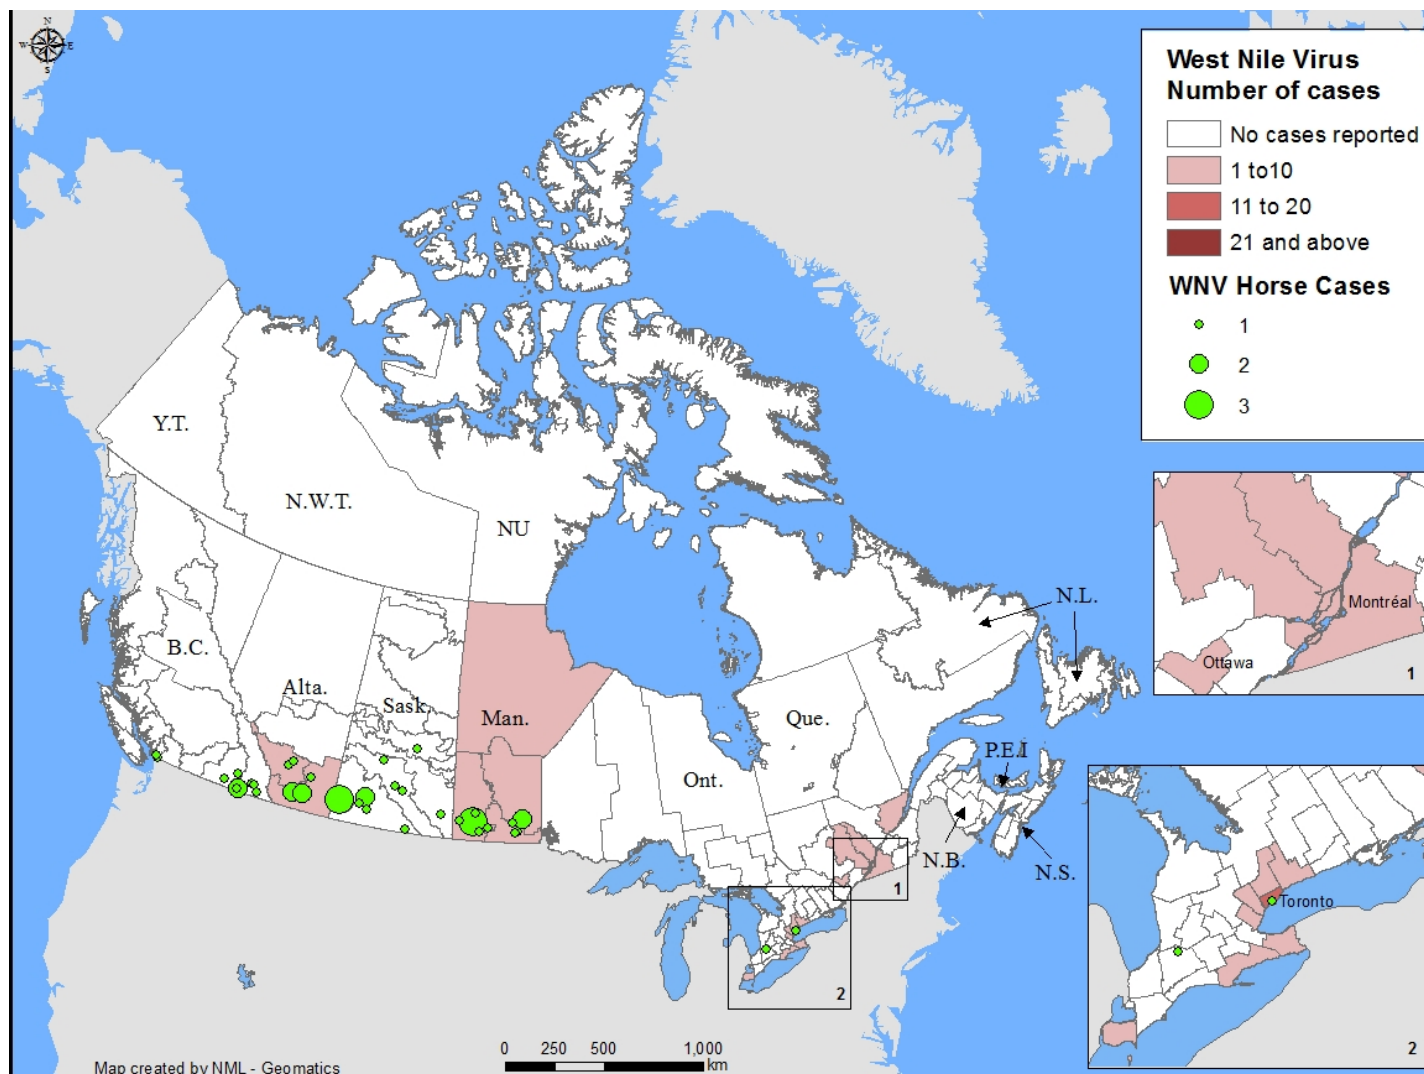 N
W
E
S
West Nile Virus
Number of cases
No cases reported
1 to10
11 to 20
21 and above
WNV Horse Cases
1
2
3
Y.T.
N.W.T.
NU
B.C.
Alta.
Sask.
Man.
Ont.
Que.
N.L.
P.E.I
N.B.
N.S.
1
2
Montréal
Ottawa
1
Toronto
2
0 250 500 1,000
km
Map created by NML - Geomatics